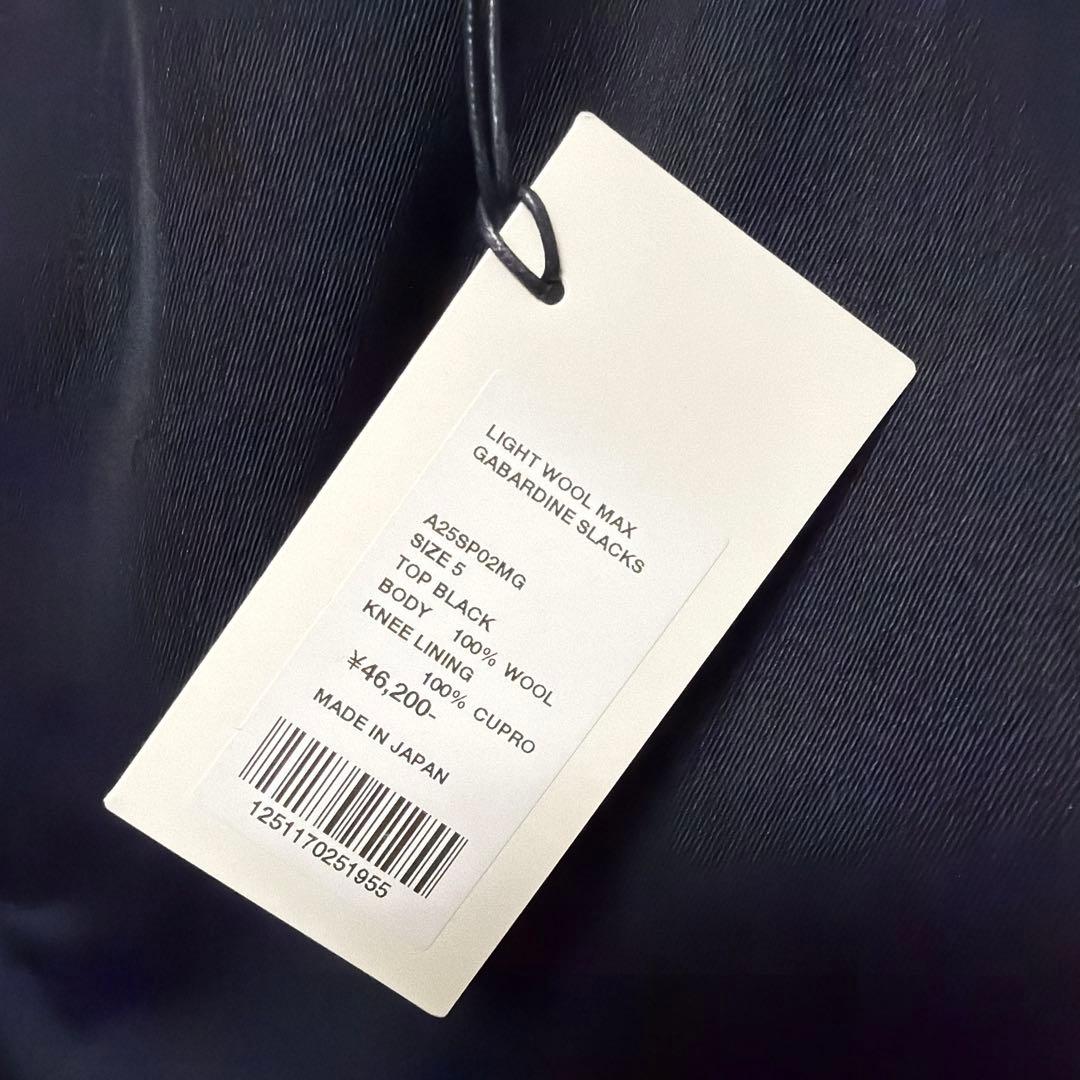 LIGHT WOOL MAX
GABARDINE SLACKS
A25SP02MG
SIZE 5
TOP BLACK
BODY 100% WOOL
KNEE LINING
100% CUPRO
¥46,200-
MADE IN JAPAN
1251170251955